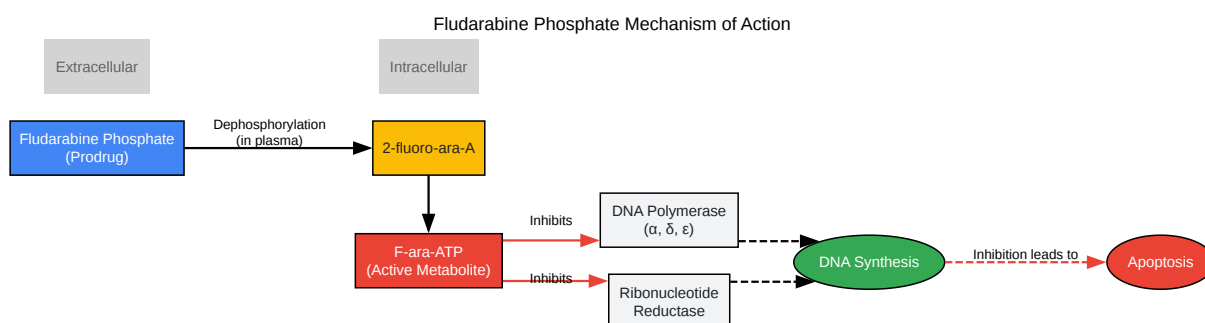 Fludarabine Phosphate Mechanism of Action
Extracellular
Intracellular
Fludarabine Phosphate
(Prodrug)
Dephosphorylation
(in plasma)
2-fluoro-ara-A
F-ara-ATP
(Active Metabolite)
Inhibits
Inhibits
DNA Polymerase
(α, δ, ε)
Ribonucleotide
Reductase
DNA Synthesis
Inhibition leads to
Apoptosis